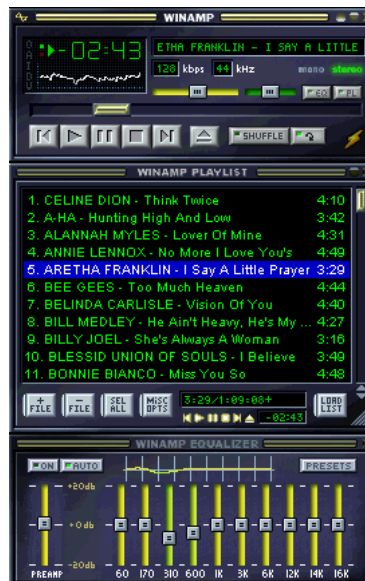 WINAMP
O A I D V
-02:43
ETHA FRANKLIN - I SAY A LITTLE
128 kbps 44 kHz mono stereo
EQ PL
SHUFFLE
WINAMP PLAYLIST
1. CELINE DION - Think Twice 4:10
2. A-HA - Hunting High And Low 3:42
3. ALANNAH MYLES - Lover Of Mine 4:31
4. ANNIE LENNOX - No More I Love You's 4:49
5. ARETHA FRANKLIN - I Say A Little Prayer 3:29
6. BEE GEES - Too Much Heaven 4:44
7. BELINDA CARLISLE - Vision Of You 4:40
8. BILL MEDLEY - He Ain't Heavy, He's My ... 4:27
9. BILLY JOEL - She's Always A Woman 3:16
10. BLESSID UNION OF SOULS - I Believe 3:49
11. BONNIE BIANCO - Miss You So 4:48
+ FILE - FILE SEL ALL MISC OPTS 3:29/1:09:08+ LOAD LIST
-02:43
WINAMP EQUALIZER
ON AUTO PRESETS
+20db
+0db
-20db
PREAMP 60 170 310 600 1K 3K 6K 12K 14K 16K